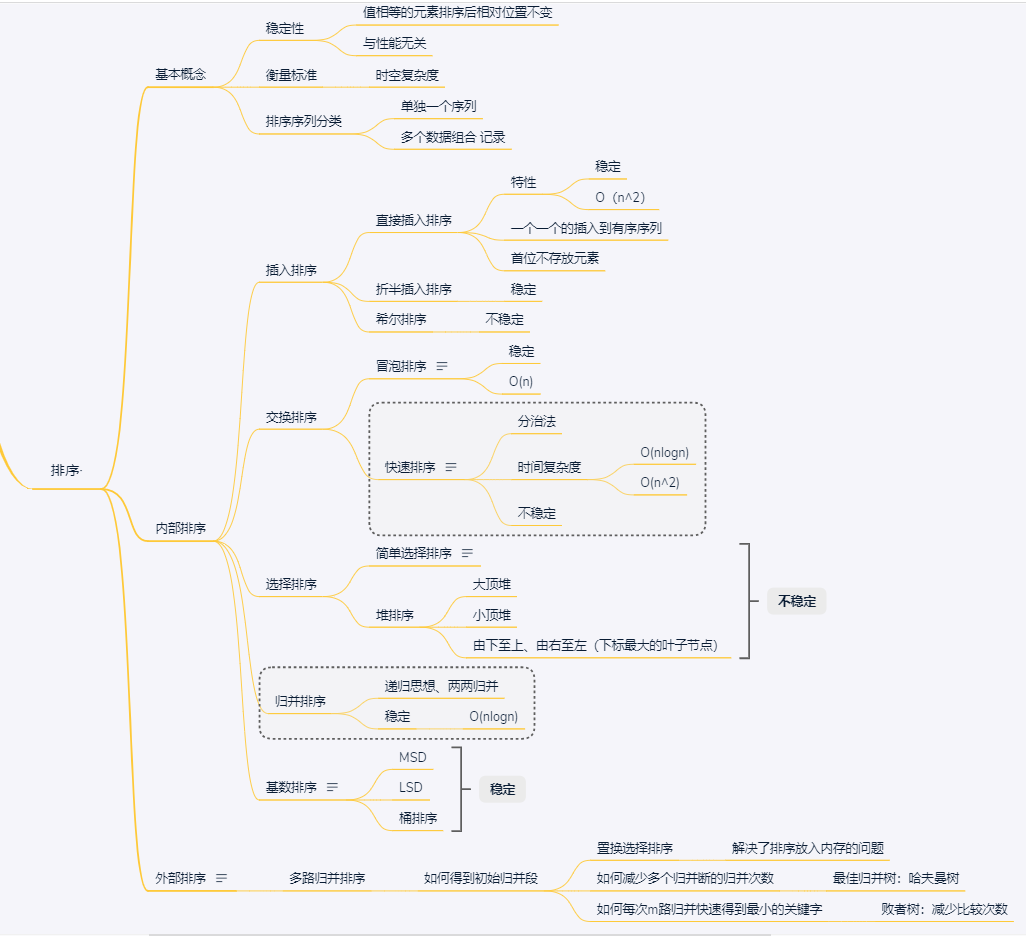 排序·
基本概念
稳定性
值相等的元素排序后相对位置不变
与性能无关
衡量标准
时空复杂度
排序序列分类
单独一个序列
多个数据组合 记录
内部排序
插入排序
直接插入排序
特性
稳定
O（n^2）
一个一个的插入到有序序列
首位不存放元素
折半插入排序
稳定
希尔排序
不稳定
交换排序
冒泡排序
稳定
O(n)
快速排序
分治法
时间复杂度
O(nlogn)
O(n^2)
不稳定
选择排序
简单选择排序
堆排序
大顶堆
小顶堆
由下至上、由右至左（下标最大的叶子节点）
不稳定
归并排序
递归思想、两两归并
稳定
O(nlogn)
基数排序
MSD
LSD
桶排序
稳定
外部排序
多路归并排序
如何得到初始归并段
置换选择排序
解决了排序放入内存的问题
如何减少多个归并断的归并次数
最佳归并树：哈夫曼树
如何每次m路归并快速得到最小的关键字
败者树：减少比较次数